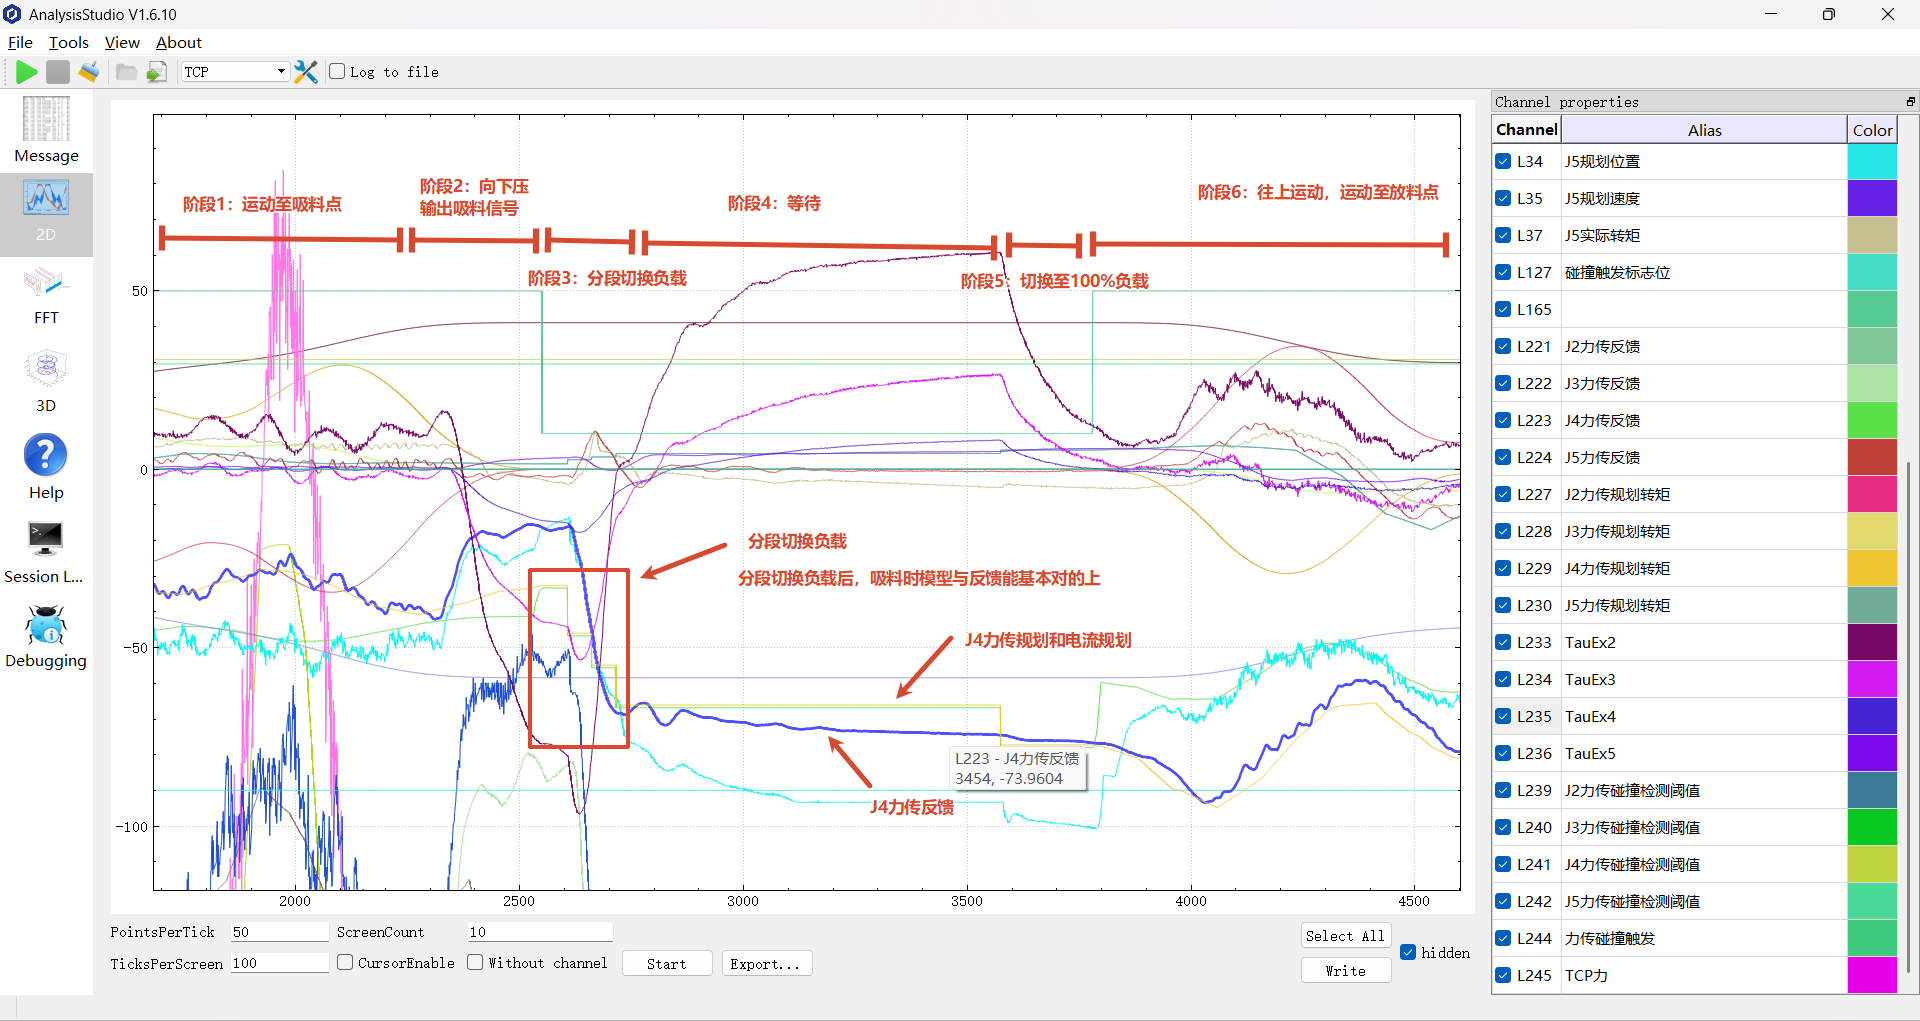 AnalysisStudio V1.6.10
File Tools View About
TCP
Log to file
Message
2D
FFT
3D
Help
Session L...
Debugging
阶段1：运动至吸料点
阶段2：向下压
输出吸料信号
阶段4：等待
阶段6：往上运动，运动至放料点
阶段3：分段切换负载
阶段5：切换至100%负载
分段切换负载
分段切换负载后，吸料时模型与反馈能基本对的上
J4力传规划和电流规划
L223 - J4力传反馈
3454, -73.9604
J4力传反馈
50
0
-50
-100
2000 2500 3000 3500 4000 4500
PointsPerTick 50 ScreenCount 10
TicksPerScreen 100 CursorEnable Without channel Start Export...
Select All
Write
hidden
Channel properties
Channel Alias Color
L34 J5规划位置
L35 J5规划速度
L37 J5实际转矩
L127 碰撞触发标志位
L165
L221 J2力传反馈
L222 J3力传反馈
L223 J4力传反馈
L224 J5力传反馈
L227 J2力传规划转矩
L228 J3力传规划转矩
L229 J4力传规划转矩
L230 J5力传规划转矩
L233 TauEx2
L234 TauEx3
L235 TauEx4
L236 TauEx5
L239 J2力传碰撞检测阈值
L240 J3力传碰撞检测阈值
L241 J4力传碰撞检测阈值
L242 J5力传碰撞检测阈值
L244 力传碰撞触发
L245 TCP力